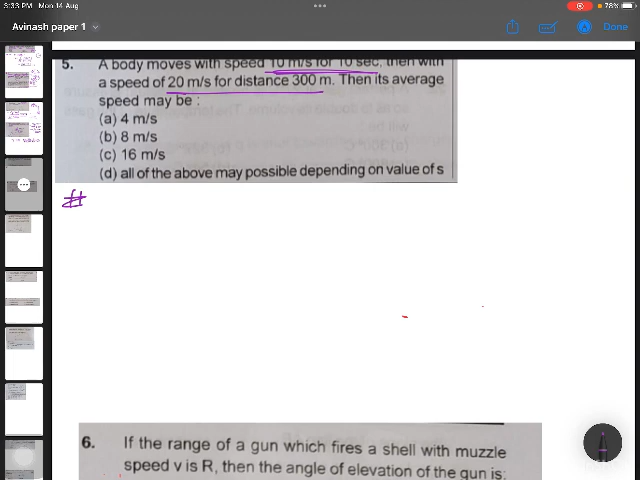 3:33 PM Mon 14 Aug
78%
Avinash paper 1
Done
5. A body moves with speed 10 m/s for 10 sec, then with
a speed of 20 m/s for distance 300 m. Then its average
speed may be :
(a) 4 m/s
(b) 8 m/s
(c) 16 m/s
(d) all of the above may possible depending on value of s
#
6. If the range of a gun which fires a shell with muzzle
speed v is R, then the angle of elevation of the gun is: